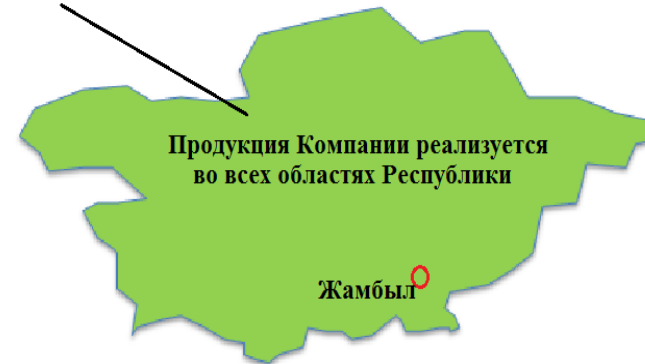 Продукция Компании реализуется
во всех областях Республики
Жамбыл